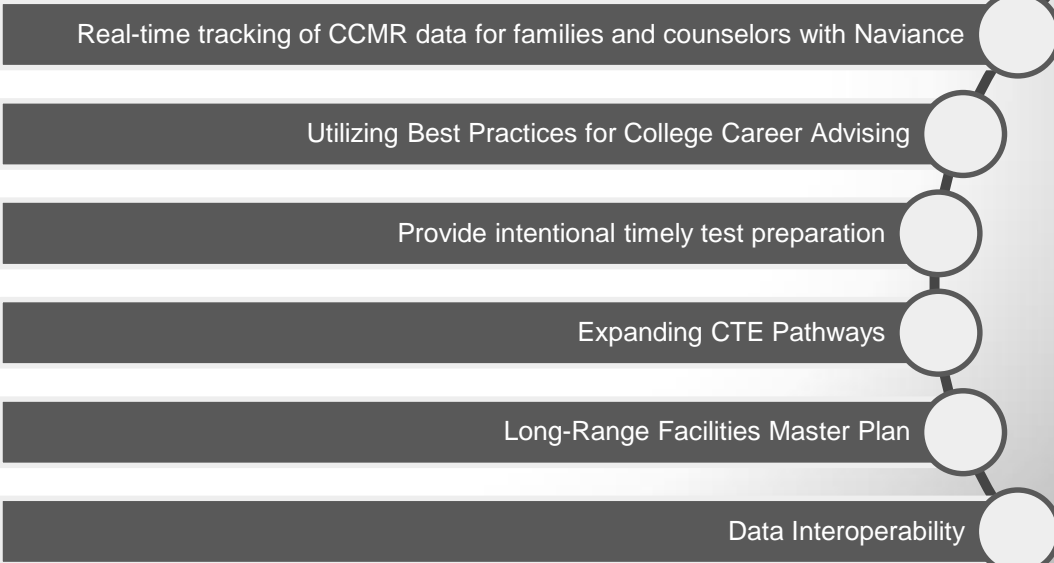 Real-time tracking of CCMR data for families and counselors with Naviance
Utilizing Best Practices for College Career Advising
Provide intentional timely test preparation
Expanding CTE Pathways
Long-Range Facilities Master Plan
Data Interoperability